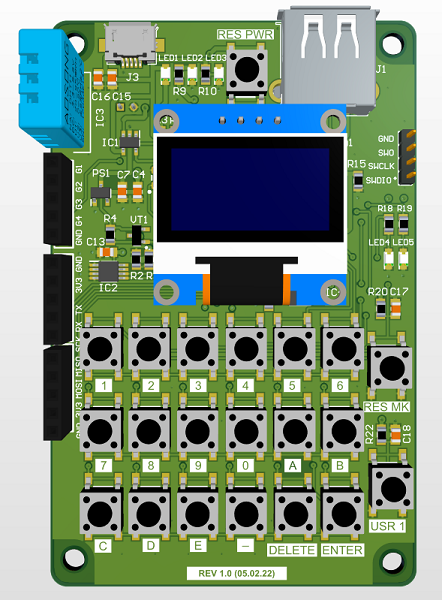 RES PWR
J3
LED1 LED2 LED3
J1
R9 R10
C16 C15
IC3
IC1
GND
SWO
SWCLK
SWDIO
R15
G1
G2
G3
G4
GND
PS1
C7 C4
R4
VT1
C13
IC2
R2
R18 R19
LED4 LED5
GND
3V3
TX
RX
IC
R20 C17
SCK
MISO
MOSI
3V3
GND
1 2 3 4 5 6
RES MK
7 8 9 0 A B
R22
C18
C D E – DELETE ENTER
USR 1
REV 1.0 (05.02.22)